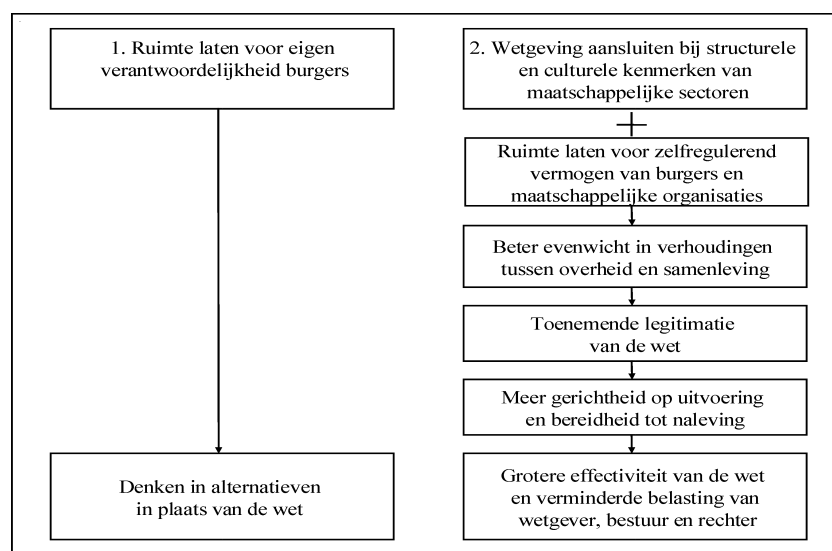 1. Ruimte laten voor eigen
verantwoordelijkheid burgers
Denken in alternatieven
in plaats van de wet
2. Wetgeving aansluiten bij structurele
en culturele kenmerken van
maatschappelijke sectoren
+
Ruimte laten voor zelfregulerend
vermogen van burgers en
maatschappelijke organisaties
Beter evenwicht in verhoudingen
tussen overheid en samenleving
Toenemende legitimatie
van de wet
Meer gerichtheid op uitvoering
en bereidheid tot naleving
Grotere effectiviteit van de wet
en verminderde belasting van
wetgever, bestuur en rechter